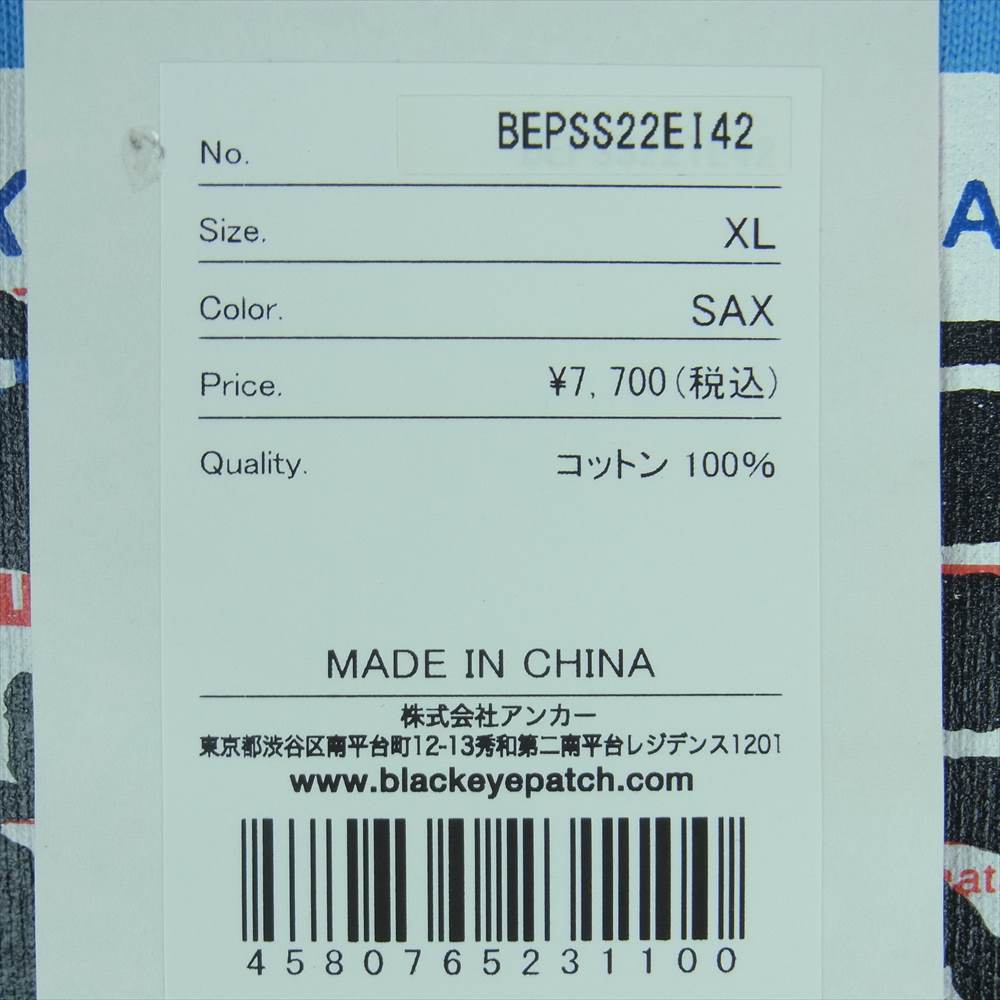 No. BEPSS22EI42
Size. XL
Color. SAX
Price. ¥7,700(税込)
Quality. コットン 100%
MADE IN CHINA
株式会社アンカー
東京都渋谷区南平台町12-13秀和第二南平台レジデンス1201
www.blackeyepatch.com
4580765231100
A